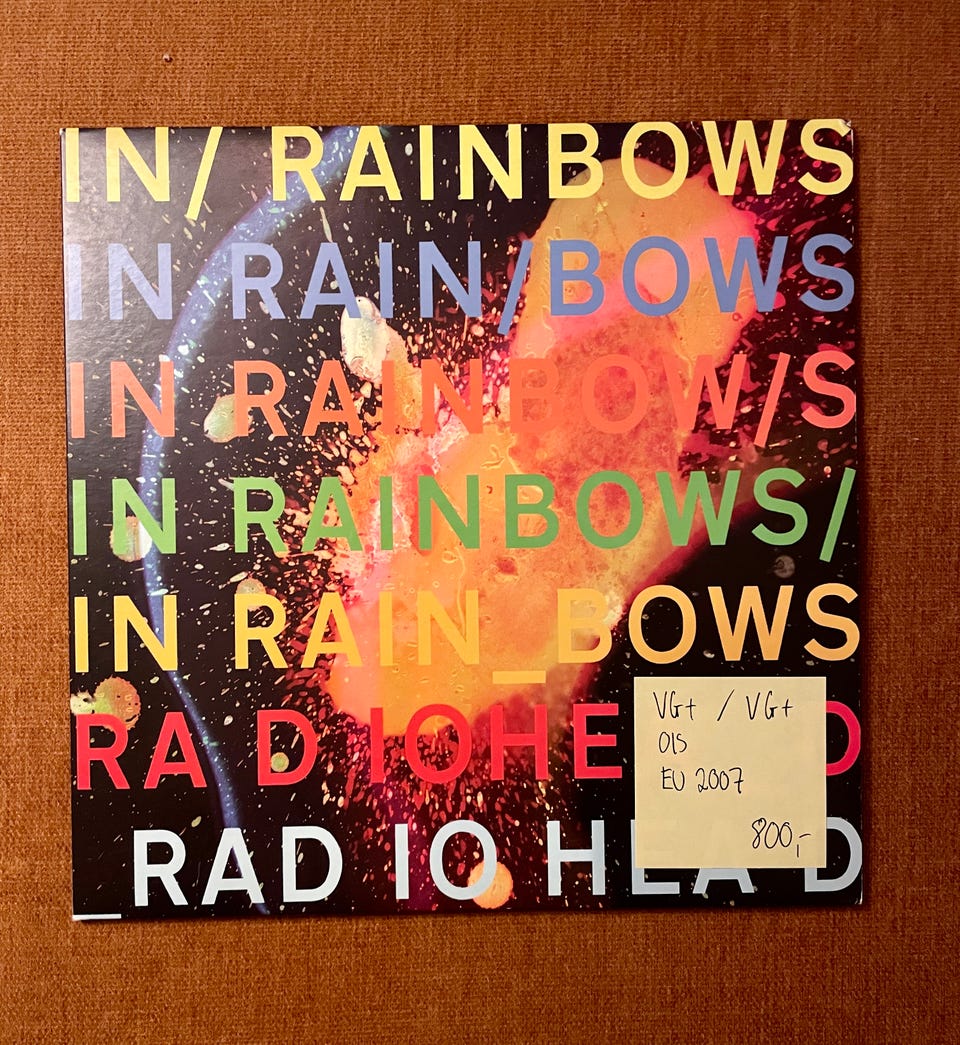 IN/ RAINBOWS
IN RAIN/BOWS
IN RAINBOW/S
IN RAINBOWS/
IN RAIN_BOWS
RA D IOHE D
_RAD IO HEA D
VG+ / VG+
OIS
EU 2007
800,-